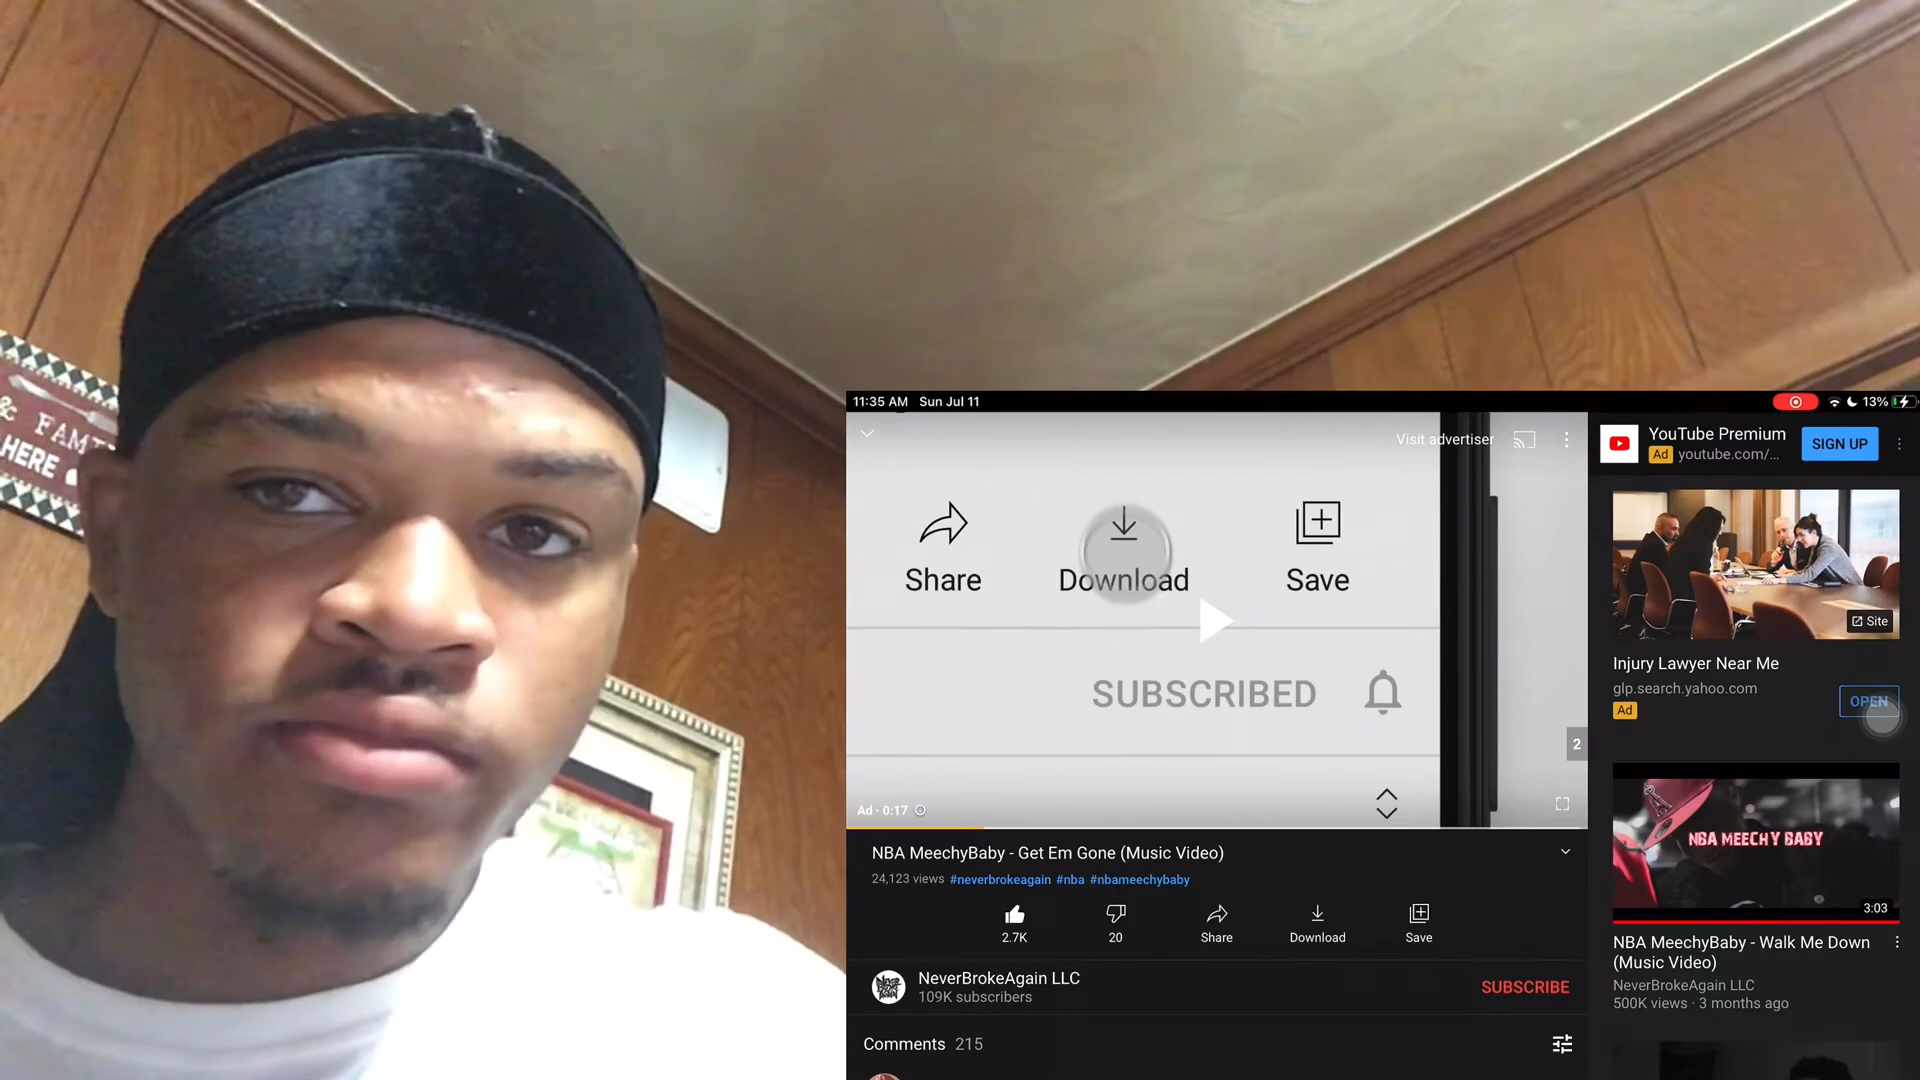 & FAM
HERE
11:35 AM Sun Jul 11
13%
Visit advertiser
Share
Download
Save
SUBSCRIBED
2
Ad · 0:17
NBA MeechyBaby - Get Em Gone (Music Video)
24,123 views #neverbrokeagain #nba #nbameechybaby
2.7K
20
Share
Download
Save
NeverBrokeAgain LLC
109K subscribers
SUBSCRIBE
Comments 215
YouTube Premium
Ad youtube.com/...
SIGN UP
Site
Injury Lawyer Near Me
glp.search.yahoo.com
Ad
OPEN
NBA MEECHY BABY
3:03
NBA MeechyBaby - Walk Me Down
(Music Video)
NeverBrokeAgain LLC
500K views · 3 months ago